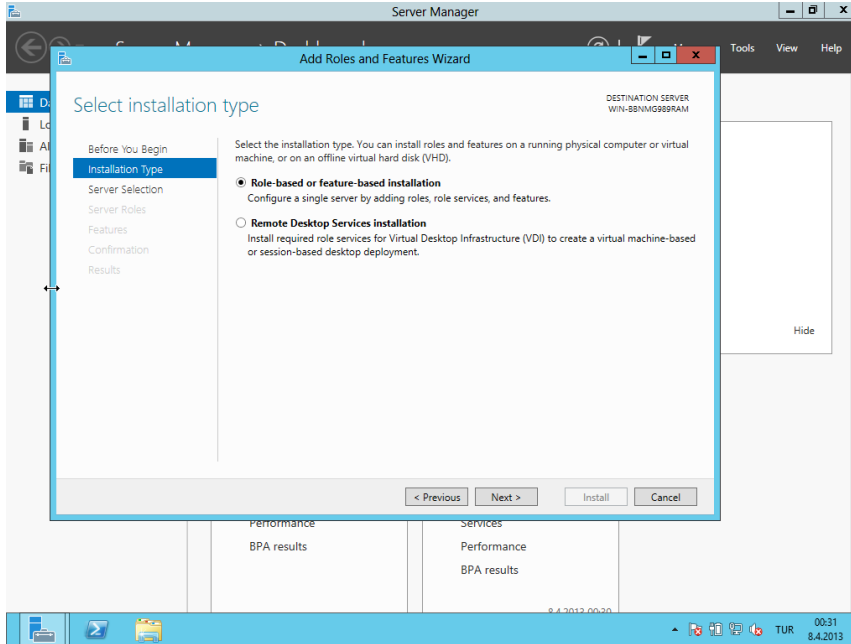 Server Manager
Tools View Help
Add Roles and Features Wizard
Select installation type
DESTINATION SERVER
WIN-BBNMG989RAM
Before You Begin
Installation Type
Server Selection
Server Roles
Features
Confirmation
Results
Select the installation type. You can install roles and features on a running physical computer or virtual
machine, or on an offline virtual hard disk (VHD).
Role-based or feature-based installation
Configure a single server by adding roles, role services, and features.
Remote Desktop Services installation
Install required role services for Virtual Desktop Infrastructure (VDI) to create a virtual machine-based
or session-based desktop deployment.
Hide
< Previous
Next >
Install
Cancel
Performance
BPA results
Services
Performance
BPA results
8.4.2013 00:30
TUR
00:31
8.4.2013